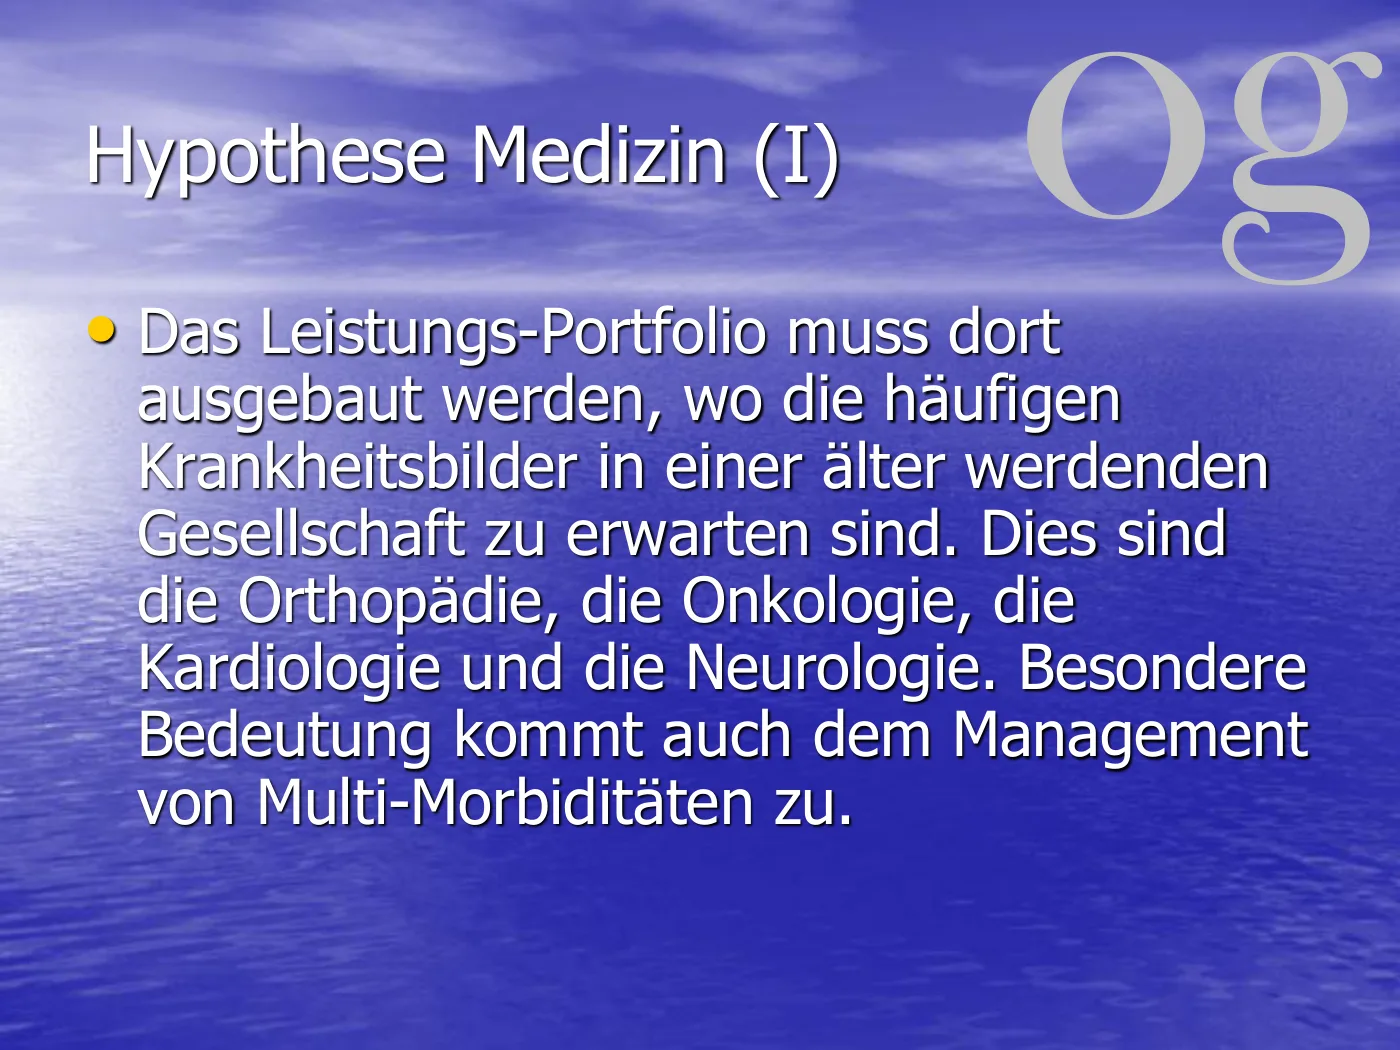 og
Hypothese Medizin (I)
• Das Leistungs-Portfolio muss dort
ausgebaut werden, wo die häufigen
Krankheitsbilder in einer älter werdenden
Gesellschaft zu erwarten sind. Dies sind
die Orthopädie, die Onkologie, die
Kardiologie und die Neurologie. Besondere
Bedeutung kommt auch dem Management
von Multi-Morbiditäten zu.